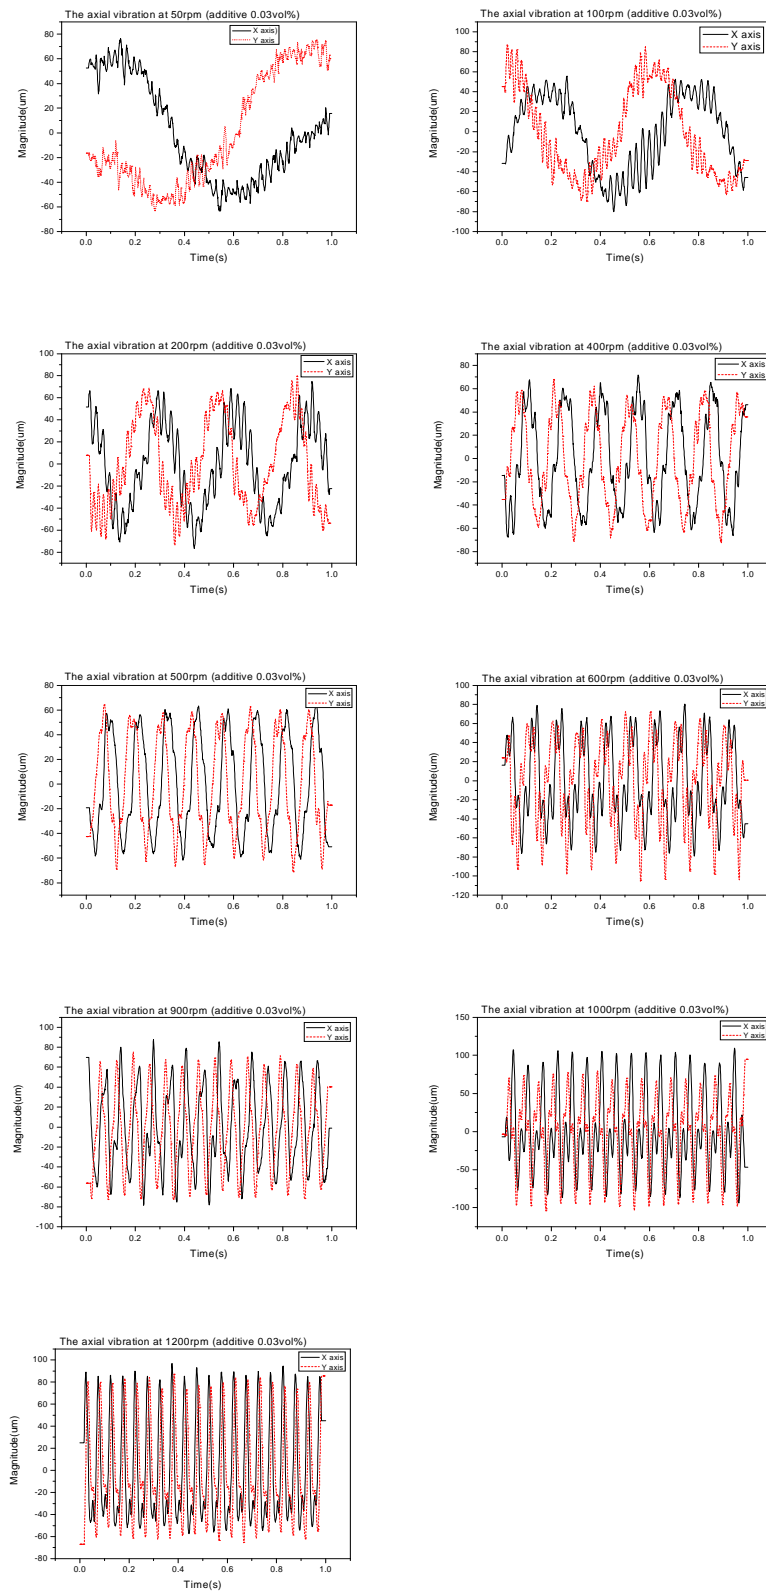 The axial vibration at 50rpm (additive 0.03vol%)
X axis)
Y axis
80
60
40
20
0
-20
-40
-60
-80
Magnitude(um)
0.0 0.2 0.4 0.6 0.8 1.0
Time(s)
The axial vibration at 100rpm (additive 0.03vol%)
X axis
Y axis
100
80
60
40
20
0
-20
-40
-60
-80
-100
Magnitude(um)
0.0 0.2 0.4 0.6 0.8 1.0
Time(s)
The axial vibration at 200rpm (additive 0.03vol%)
X axis
Y axis
100
80
60
40
20
0
-20
-40
-60
-80
Magnitude(um)
0.0 0.2 0.4 0.6 0.8 1.0
Time(s)
The axial vibration at 400rpm (additive 0.03vol%)
X axis
Y axis
80
60
40
20
0
-20
-40
-60
-80
Magnitude(um)
0.0 0.2 0.4 0.6 0.8 1.0
Time(s)
The axial vibration at 500rpm (additive 0.03vol%)
X axis
Y axis
80
60
40
20
0
-20
-40
-60
-80
Magnitude(um)
0.0 0.2 0.4 0.6 0.8 1.0
Time(s)
The axial vibration at 600rpm (additive 0.03vol%)
X axis
Y axis
100
80
60
40
20
0
-20
-40
-60
-80
-100
-120
Magnitude(um)
0.0 0.2 0.4 0.6 0.8 1.0
Time(s)
The axial vibration at 900rpm (additive 0.03vol%)
X axis
Y axis
100
80
60
40
20
0
-20
-40
-60
-80
-100
Magnitude(um)
0.0 0.2 0.4 0.6 0.8 1.0
Time(s)
The axial vibration at 1000rpm (additive 0.03vol%)
X axis
Y axis
150
100
50
0
-50
-100
Magnitude(um)
0.0 0.2 0.4 0.6 0.8 1.0
Time(s)
The axial vibration at 1200rpm (additive 0.03vol%)
X axis
Y axis
100
80
60
40
20
0
-20
-40
-60
-80
Magnitude(um)
0.0 0.2 0.4 0.6 0.8 1.0
Time(s)